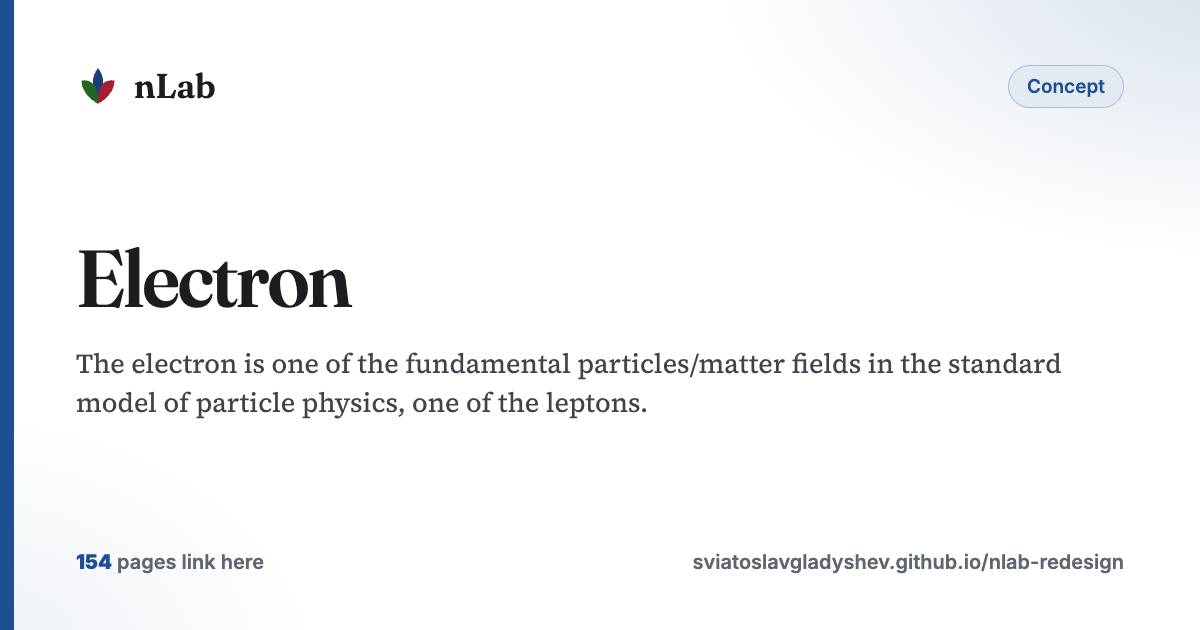 nLab
Concept
Electron
The electron is one of the fundamental particles/matter fields in the standard
model of particle physics, one of the leptons.
154 pages link here
sviatoslavgladyshev.github.io/nlab-redesign